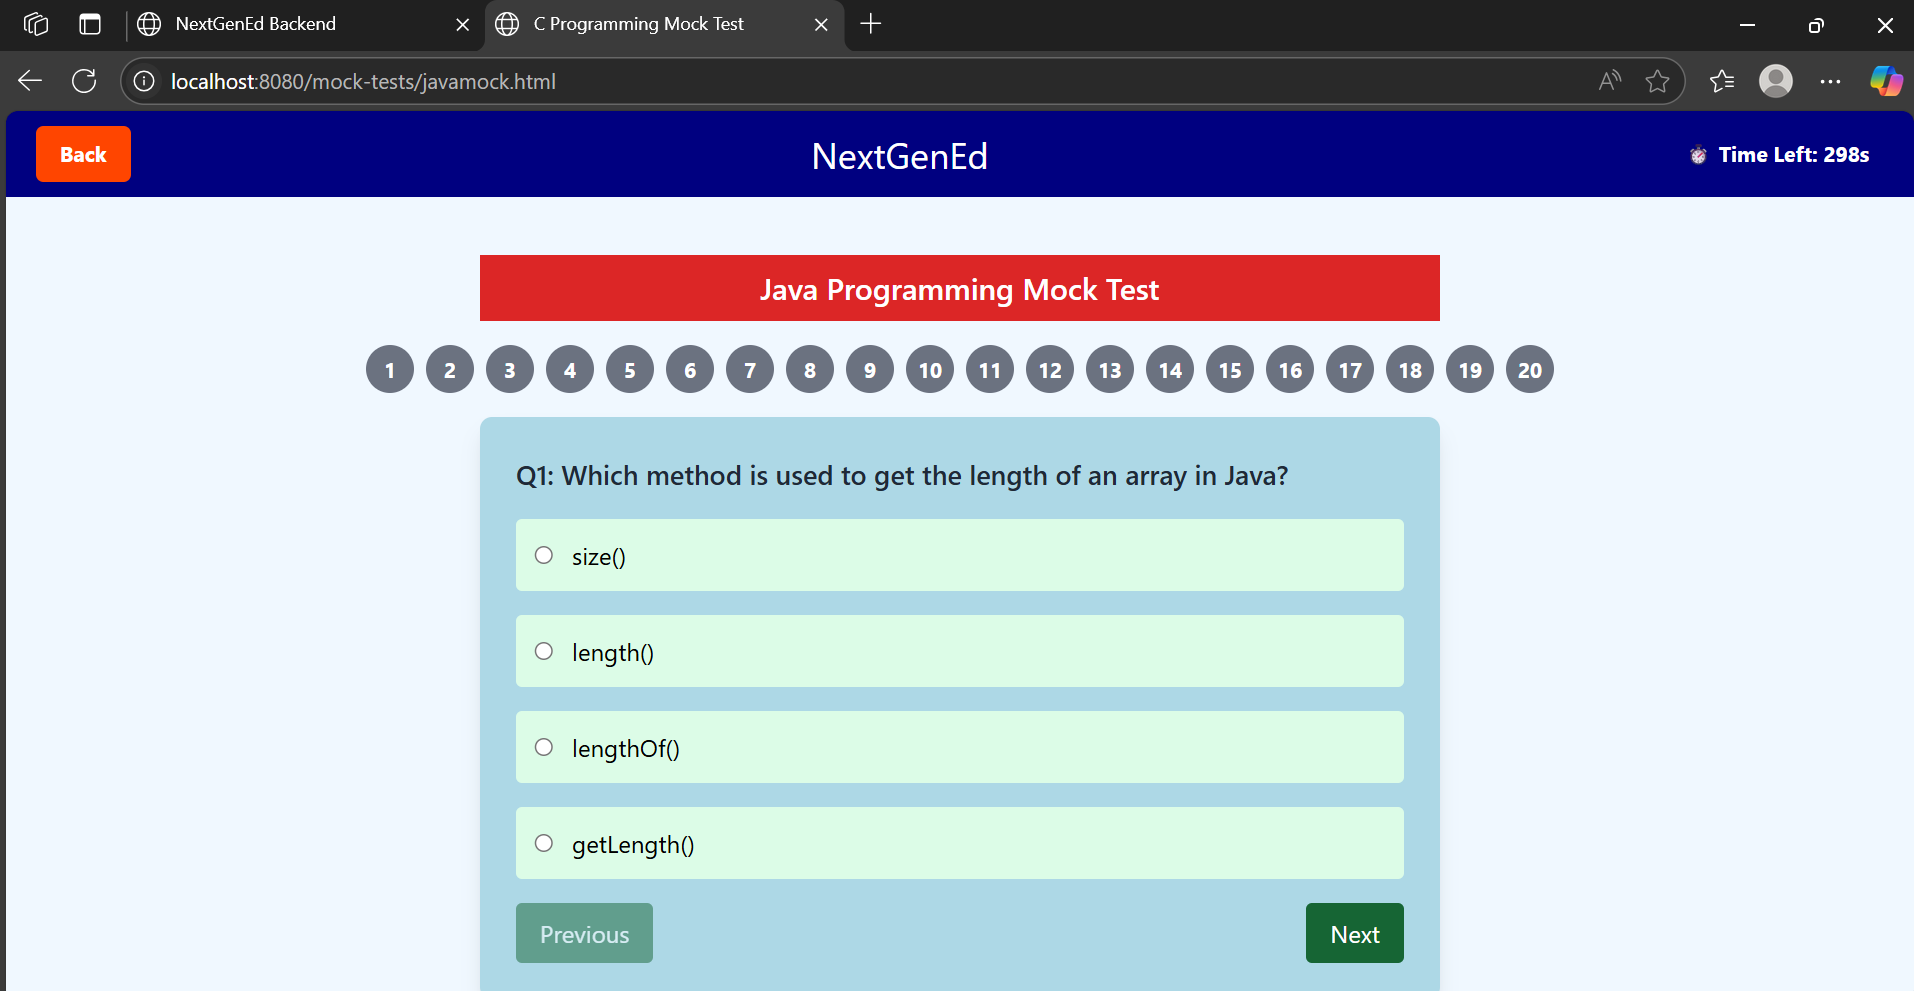 NextGenEd Backend
C Programming Mock Test
localhost:8080/mock-tests/javamock.html
Back
NextGenEd
Time Left: 298s
Java Programming Mock Test
1 2 3 4 5 6 7 8 9 10 11 12 13 14 15 16 17 18 19 20
Q1: Which method is used to get the length of an array in Java?
size()
length()
lengthOf()
getLength()
Previous
Next